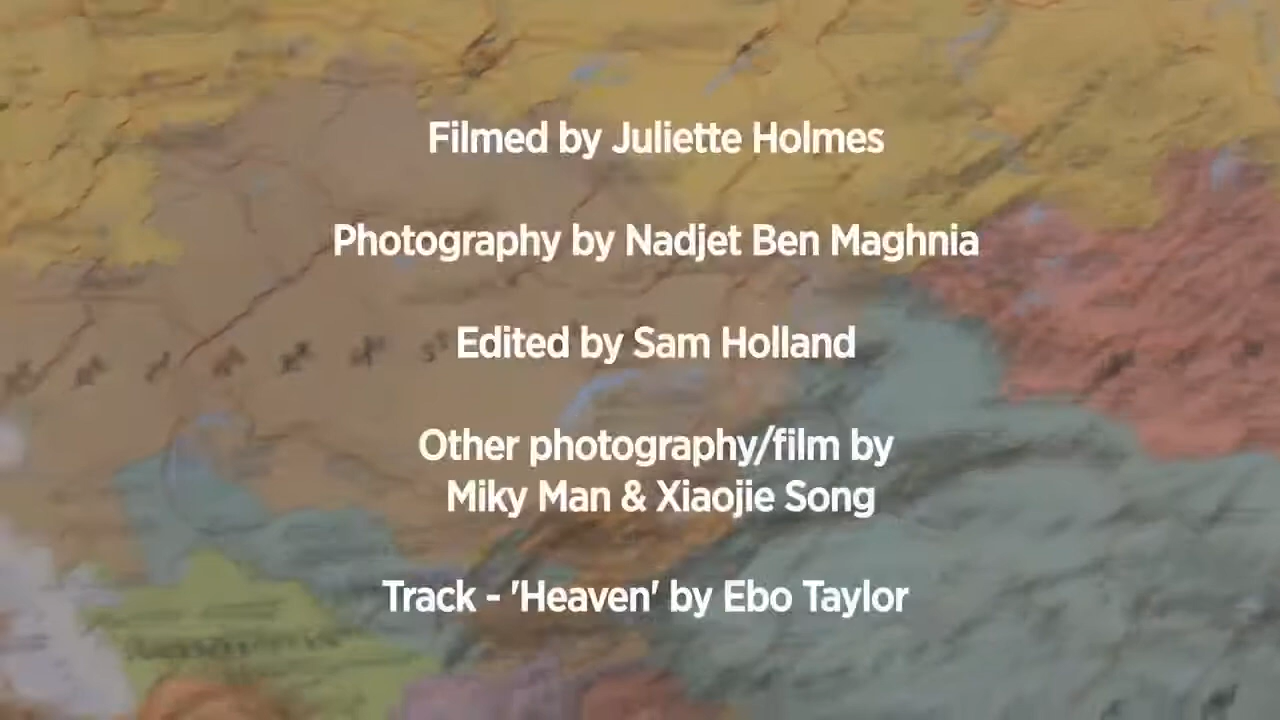 Filmed by Juliette Holmes
Photography by Nadjet Ben Maghnia
Edited by Sam Holland
Other photography/film by
Miky Man & Xiaojie Song
Track - 'Heaven' by Ebo Taylor